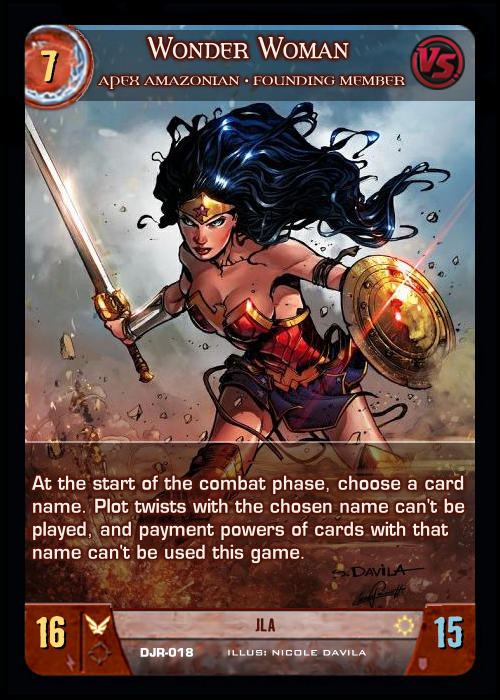 7
WONDER WOMAN
VS.
APEX AMAZONIAN • FOUNDING MEMBER
At the start of the combat phase, choose a card
name. Plot twists with the chosen name can't be
played, and payment powers of cards with that
name can't be used this game.
S. DAVILA
16
JLA
15
DJR-018 ILLUS: NICOLE DAVILA